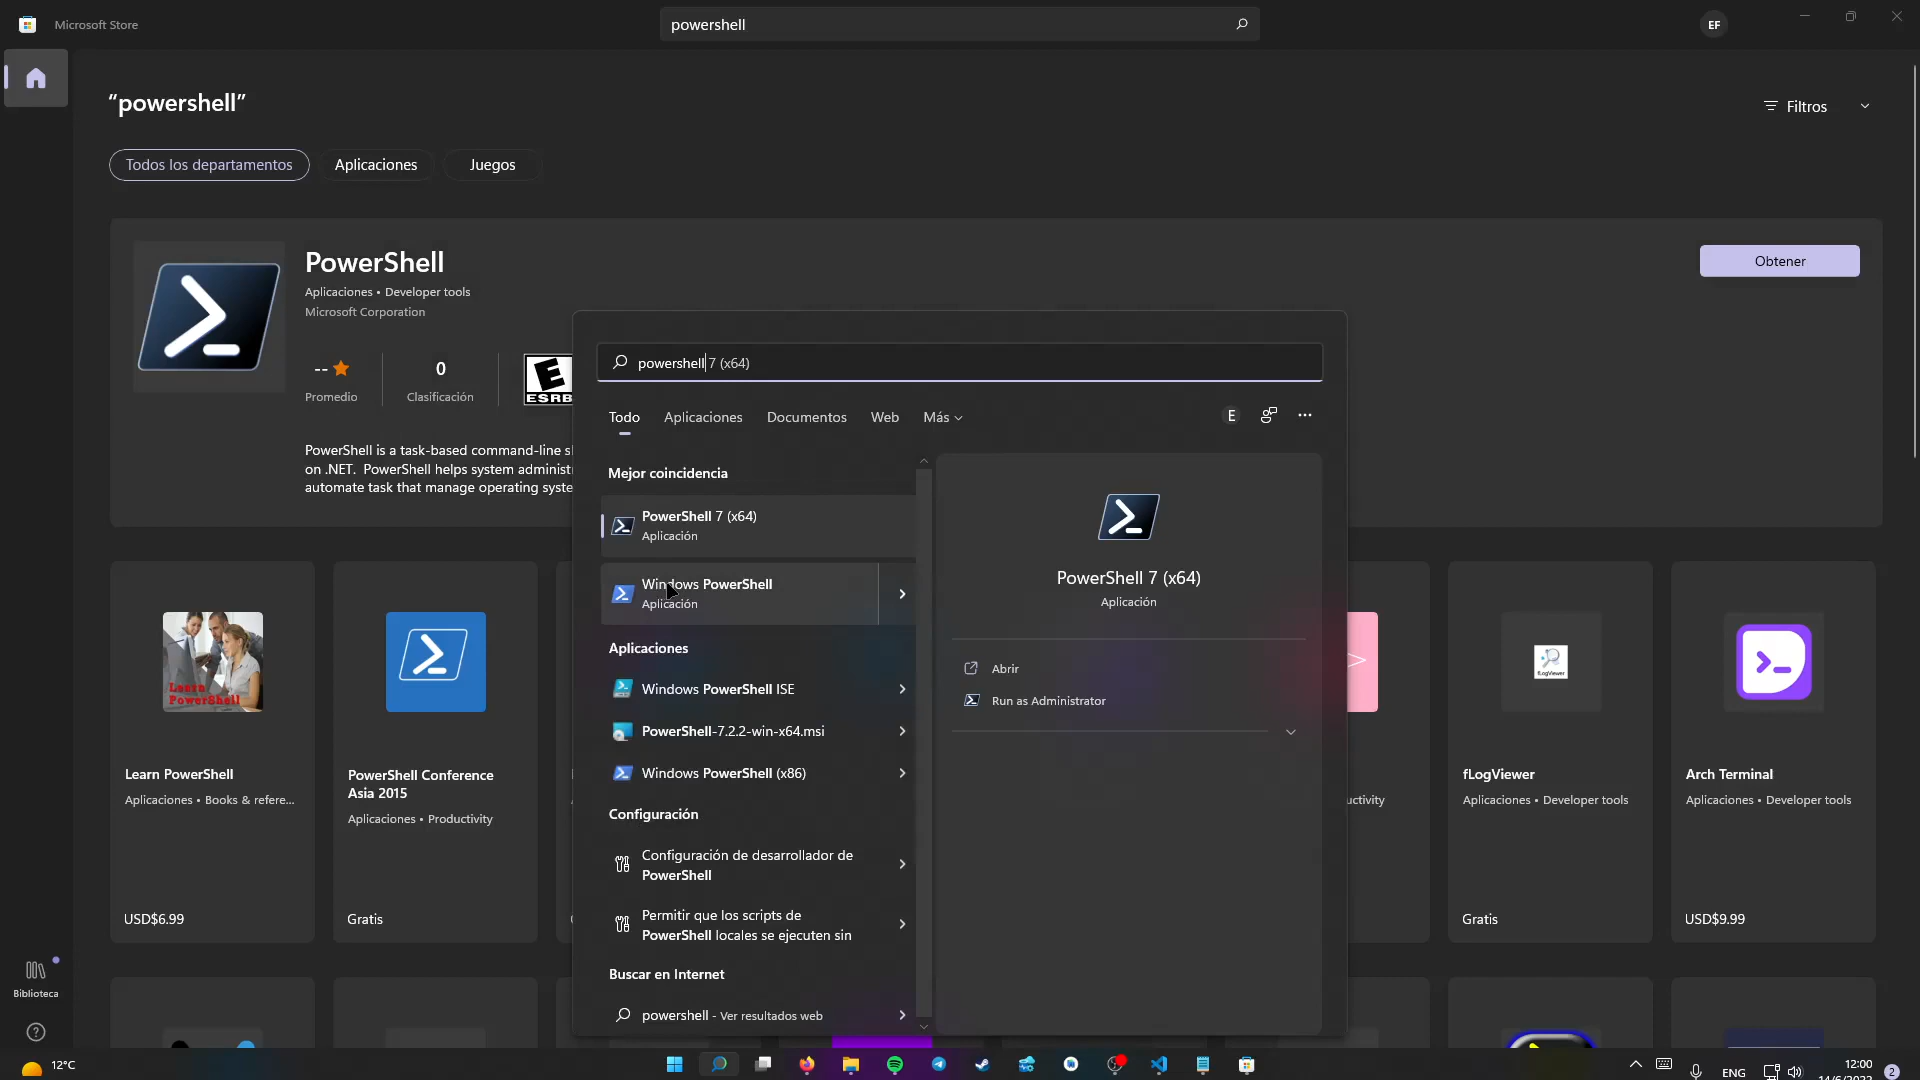 Microsoft Store
powershell
EF
“powershell”
Filtros
Todos los departamentos
Aplicaciones
Juegos
PowerShell
Aplicaciones • Developer tools
Microsoft Corporation
Obtener
--
Promedio
0
Clasificación
E
ESRB
PowerShell is a task-based command-line
on .NET. PowerShell helps system
automate task that manage operating
powershell 7 (x64)
Todo
Aplicaciones
Documentos
Web
Más
E
Mejor coincidencia
PowerShell 7 (x64)
Aplicación
Windows PowerShell
Aplicación
Aplicaciones
Windows PowerShell ISE
PowerShell-7.2.2-win-x64.msi
Windows PowerShell (x86)
Configuración
Configuración de desarrollador de
PowerShell
Permitir que los scripts de
PowerShell locales se ejecuten sin
Buscar en Internet
powershell - Ver resultados web
PowerShell 7 (x64)
Aplicación
Abrir
Run as Administrator
Learn
PowerShell
Learn PowerShell
Aplicaciones • Books & refere...
USD$6.99
PowerShell Conference
Asia 2015
Aplicaciones • Productivity
Gratis
fLogViewer
fLogViewer
Aplicaciones • Developer tools
Gratis
Arch Terminal
Aplicaciones • Developer tools
USD$9.99
Biblioteca
12°C
ENG
12:00
2